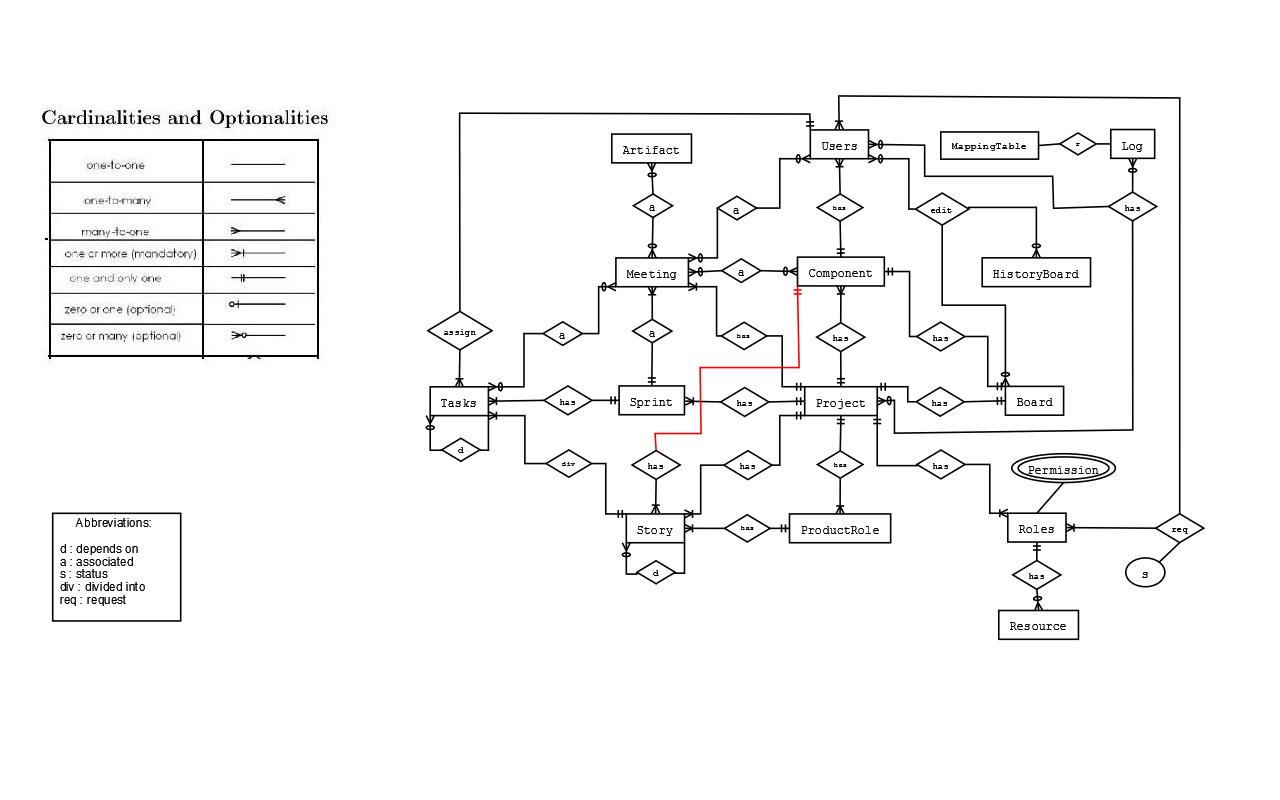 Cardinalities and Optionalities
one-to-one
one-to-many
many-to-one
one or more (mandatory)
one and only one
zero or one (optional)
zero or many (optional)
Abbreviations:
d : depends on
a : associated
s : status
div : divided into
req : request
Artifact
Users
MappingTable
r
Log
a
a
has
edit
has
Meeting
a
Component
HistoryBoard
assign
a
a
has
has
has
Tasks
has
Sprint
has
Project
has
Board
d
div
has
has
has
has
Permission
Story
has
ProductRole
Roles
req
d
has
s
Resource